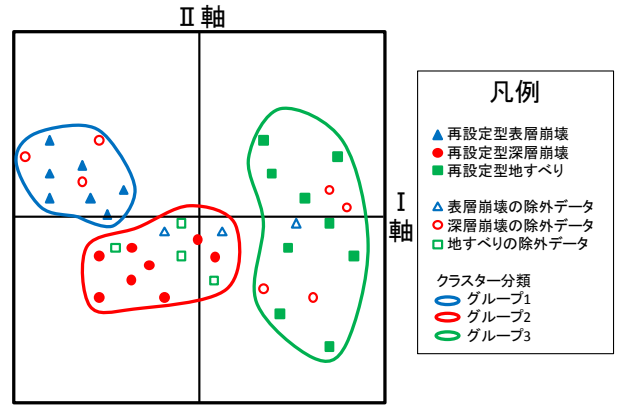 Ⅱ軸
Ⅰ軸
凡例
再設定型表層崩壊
再設定型深層崩壊
再設定型地すべり
表層崩壊の除外データ
深層崩壊の除外データ
地すべりの除外データ
クラスター分類
グループ1
グループ2
グループ3